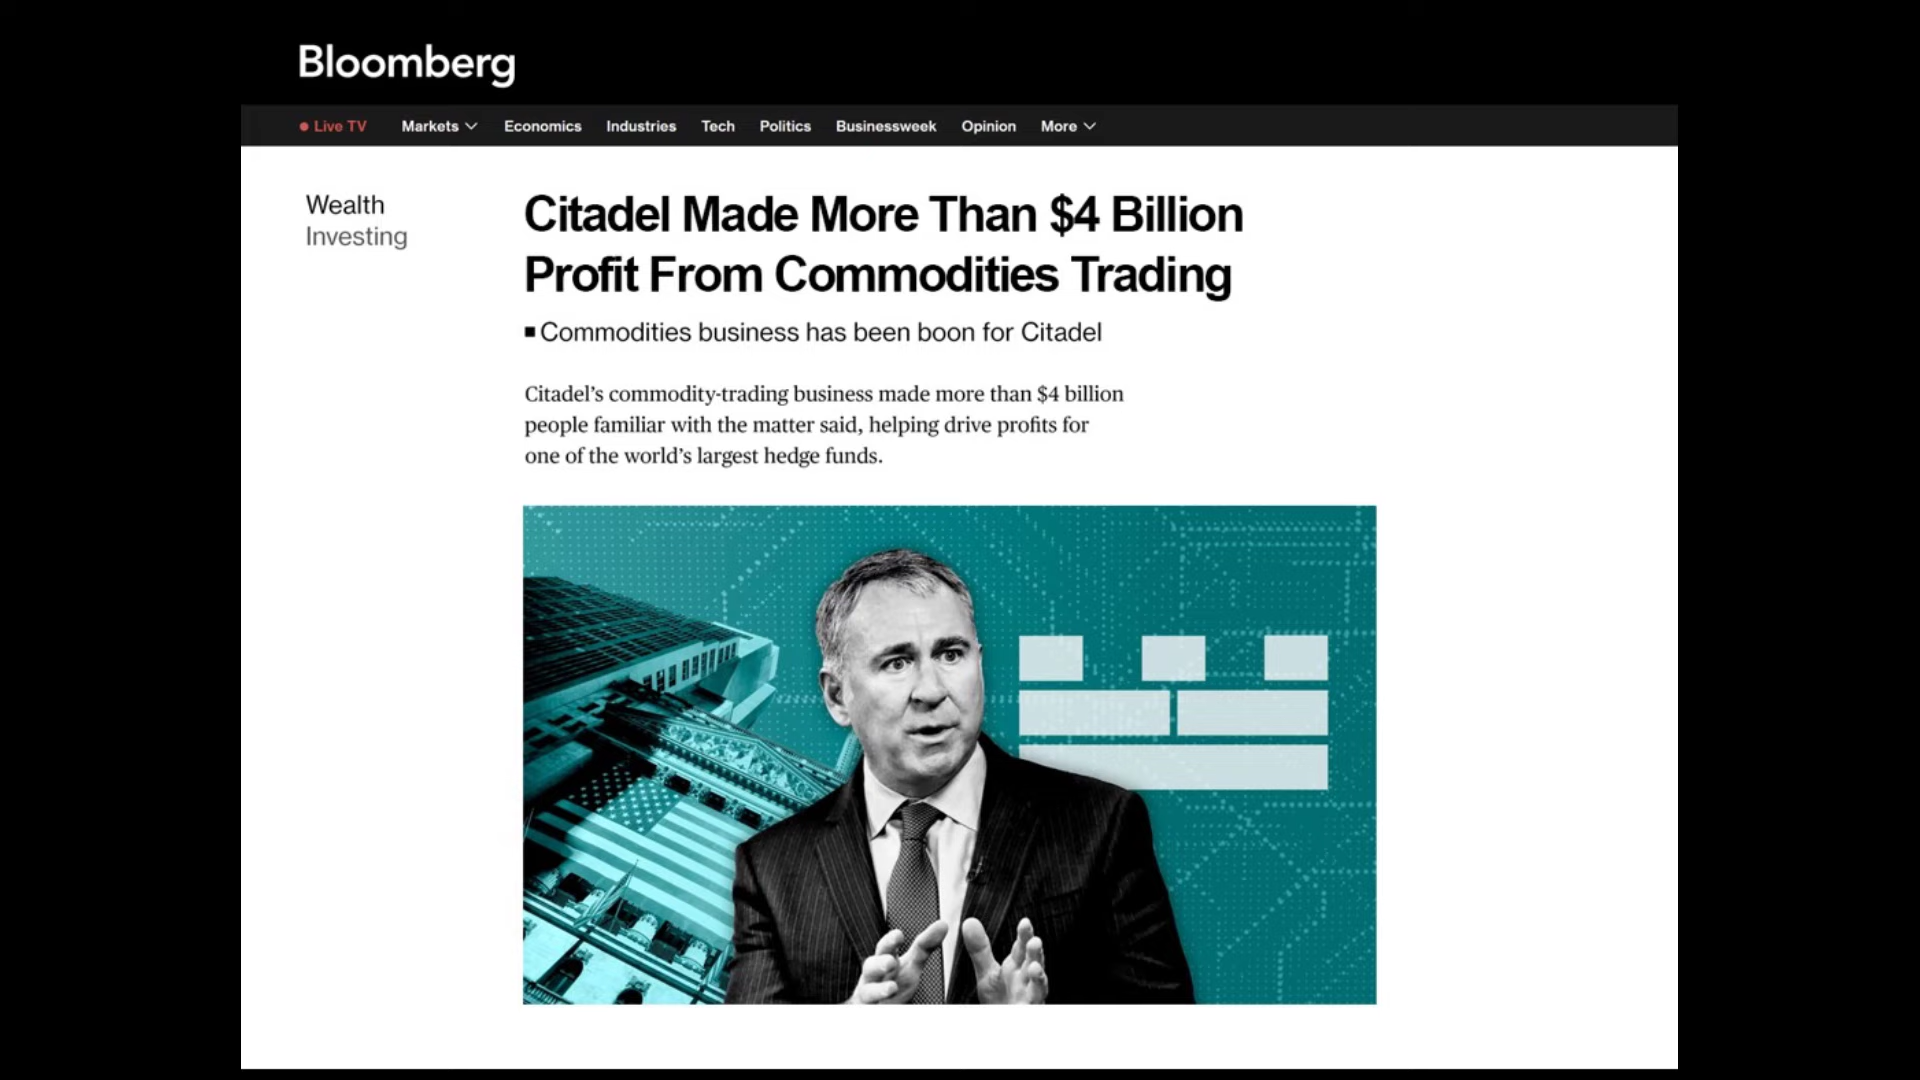 Bloomberg
Live TV Markets Economics Industries Tech Politics Businessweek Opinion More
Wealth
Investing
Citadel Made More Than $4 Billion
Profit From Commodities Trading
Commodities business has been boon for Citadel
Citadel’s commodity-trading business made more than $4 billion
people familiar with the matter said, helping drive profits for
one of the world’s largest hedge funds.